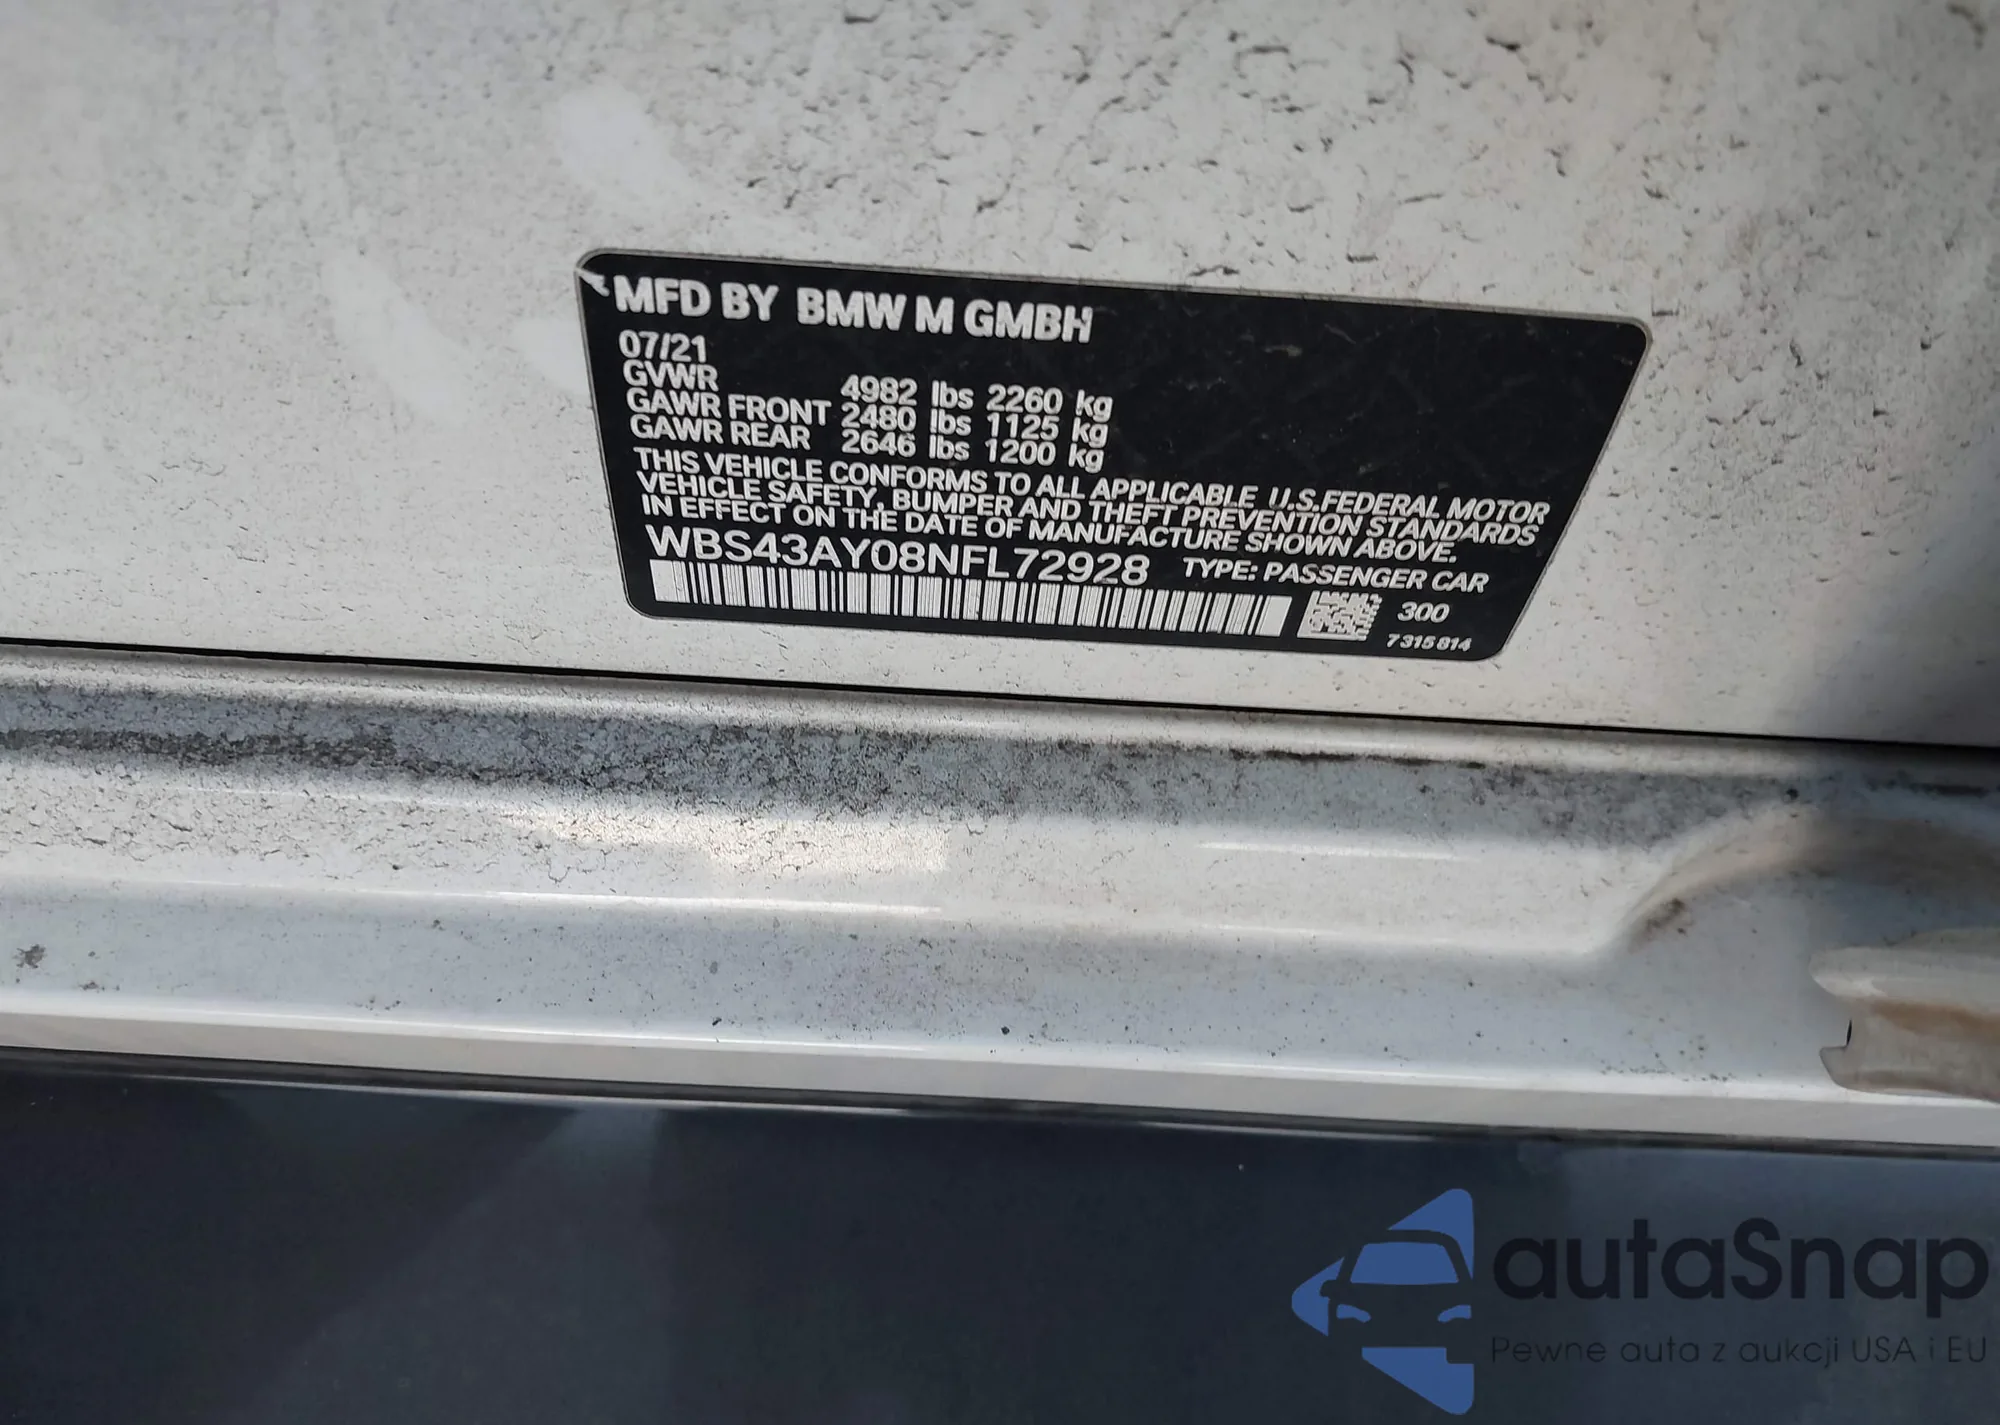 MFD BY BMW M GMBH
07/21
GVWR 4982 lbs 2260 kg
GAWR FRONT 2480 lbs 1125 kg
GAWR REAR 2646 lbs 1200 kg
THIS VEHICLE CONFORMS TO ALL APPLICABLE U.S.FEDERAL MOTOR
VEHICLE SAFETY, BUMPER AND THEFT PREVENTION STANDARDS
IN EFFECT ON THE DATE OF MANUFACTURE SHOWN ABOVE.
WBS43AY08NFL72928 TYPE: PASSENGER CAR
300
7315814
autaSnap
Pewne auta z aukcji USA i EU